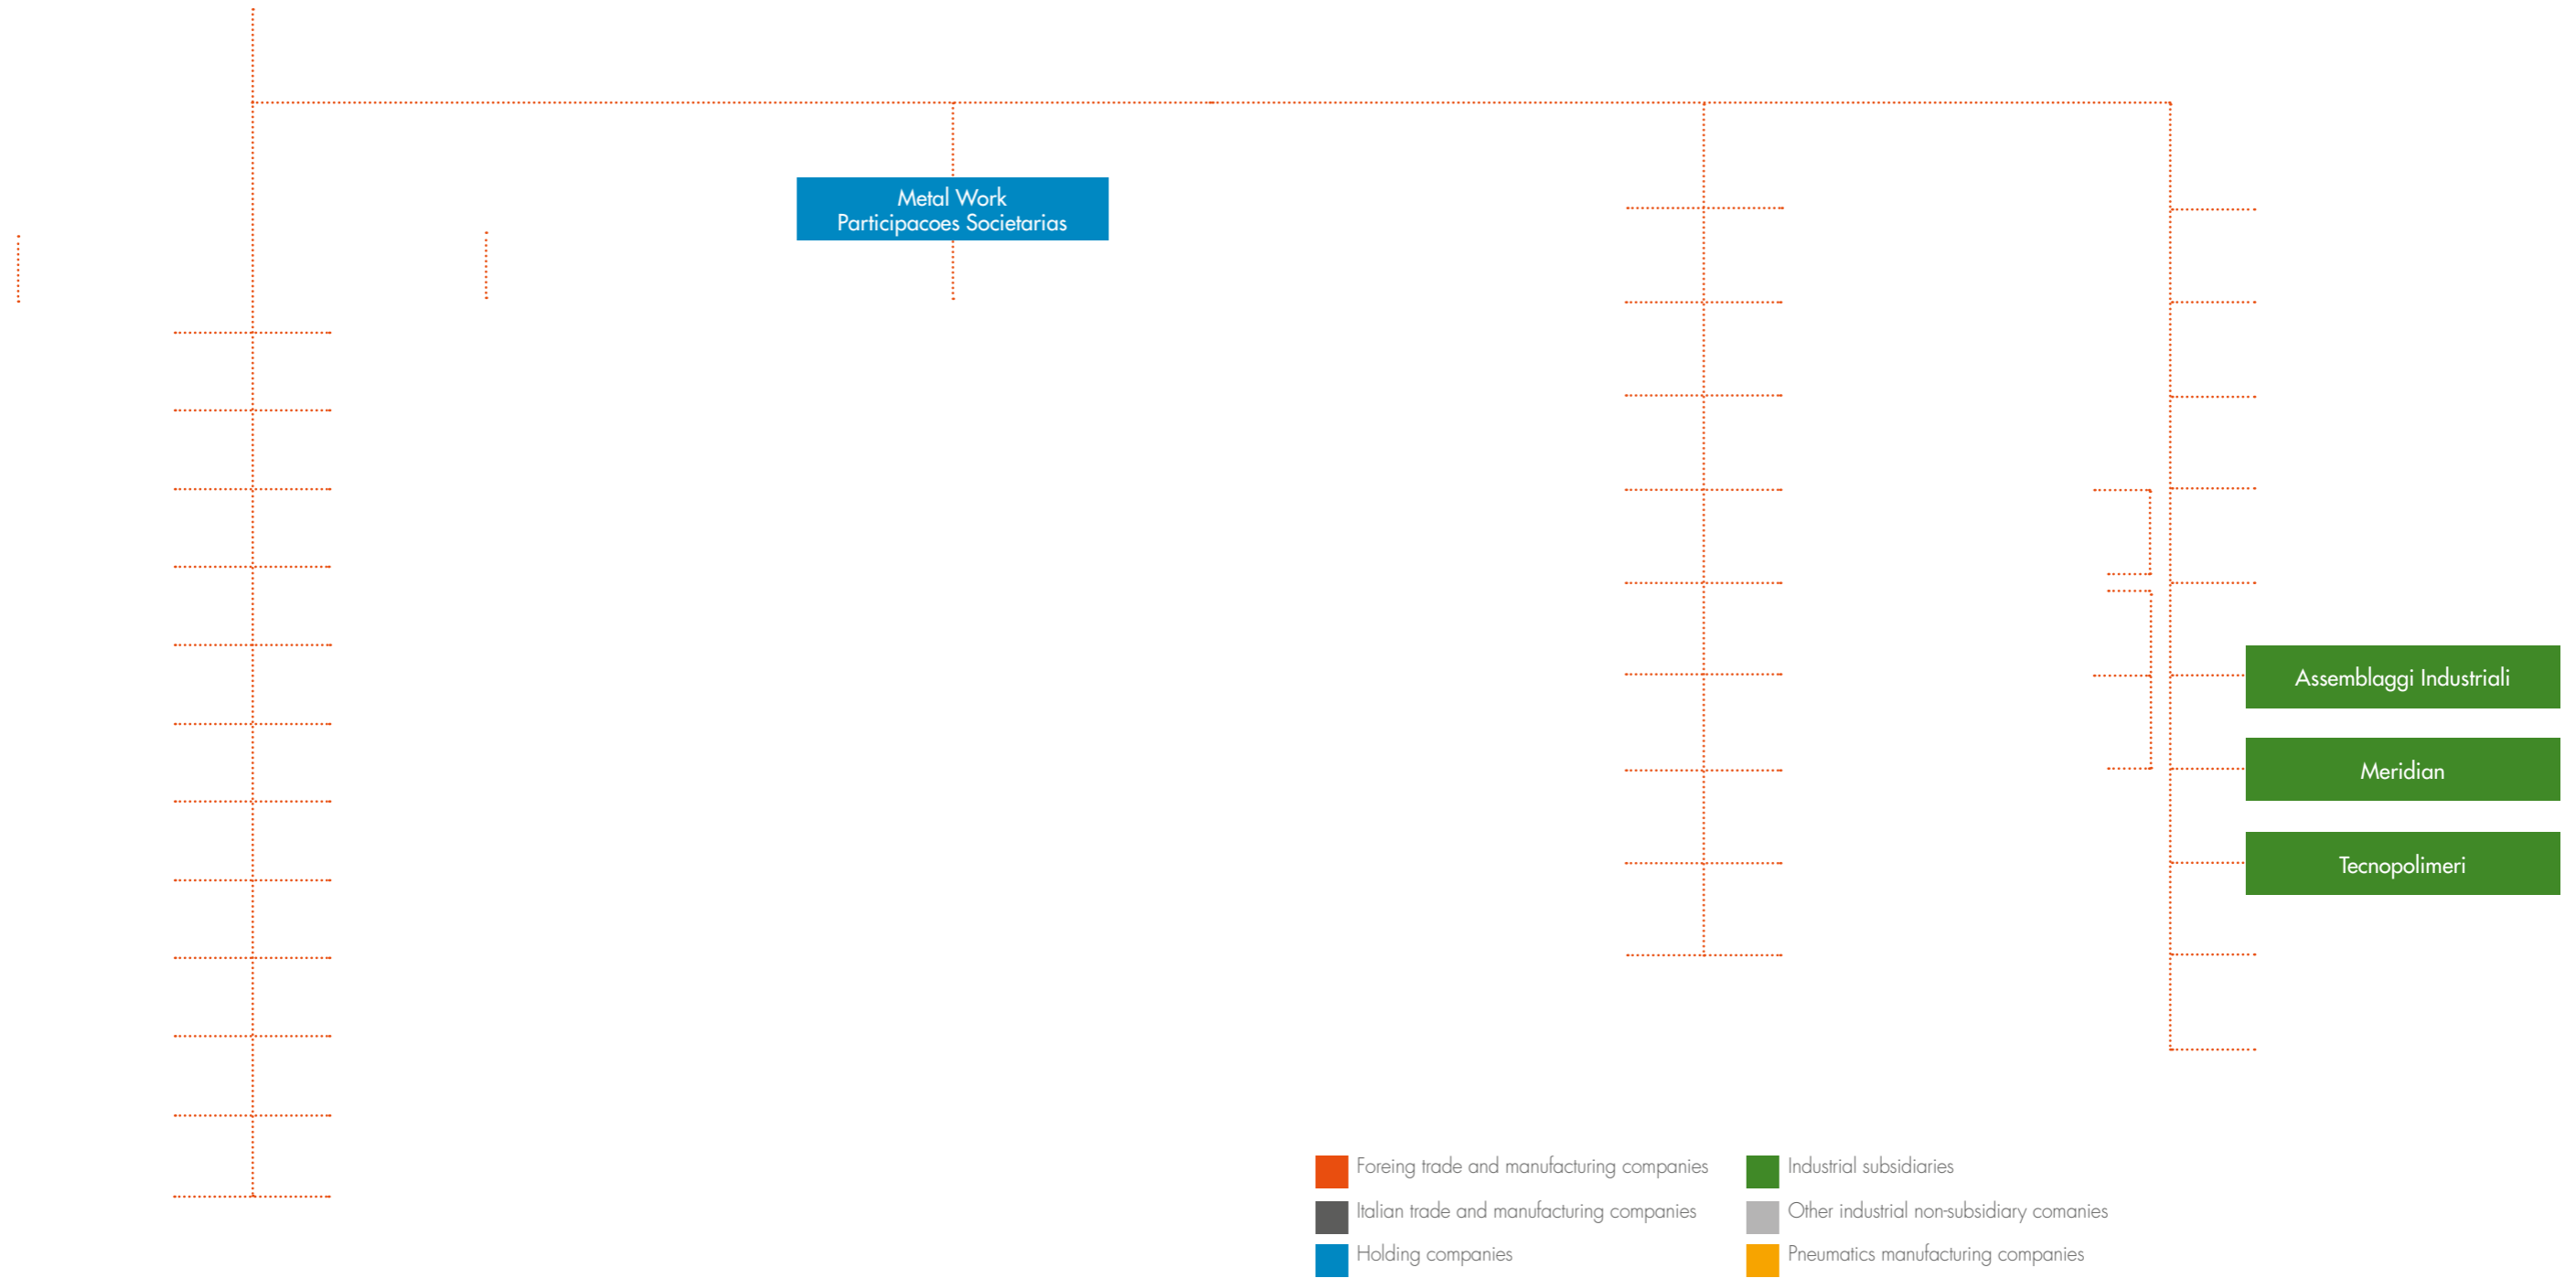 Metal Work
Participacoes Societarias
Assemblaggi Industriali
Meridian
Tecnopolimeri
Foreing trade and manufacturing companies
Italian trade and manufacturing companies
Holding companies
Industrial subsidiaries
Other industrial non-subsidiary comanies
Pneumatics manufacturing companies